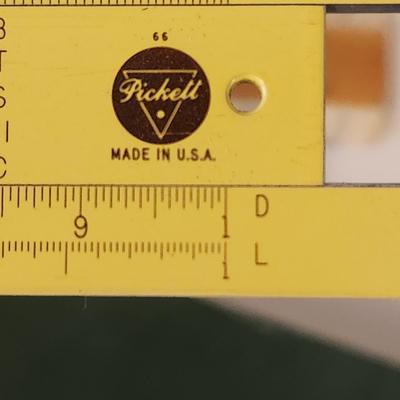 66
B
T
S
I
C
Pickett
MADE IN U.S.A.
9 1 D
1 L